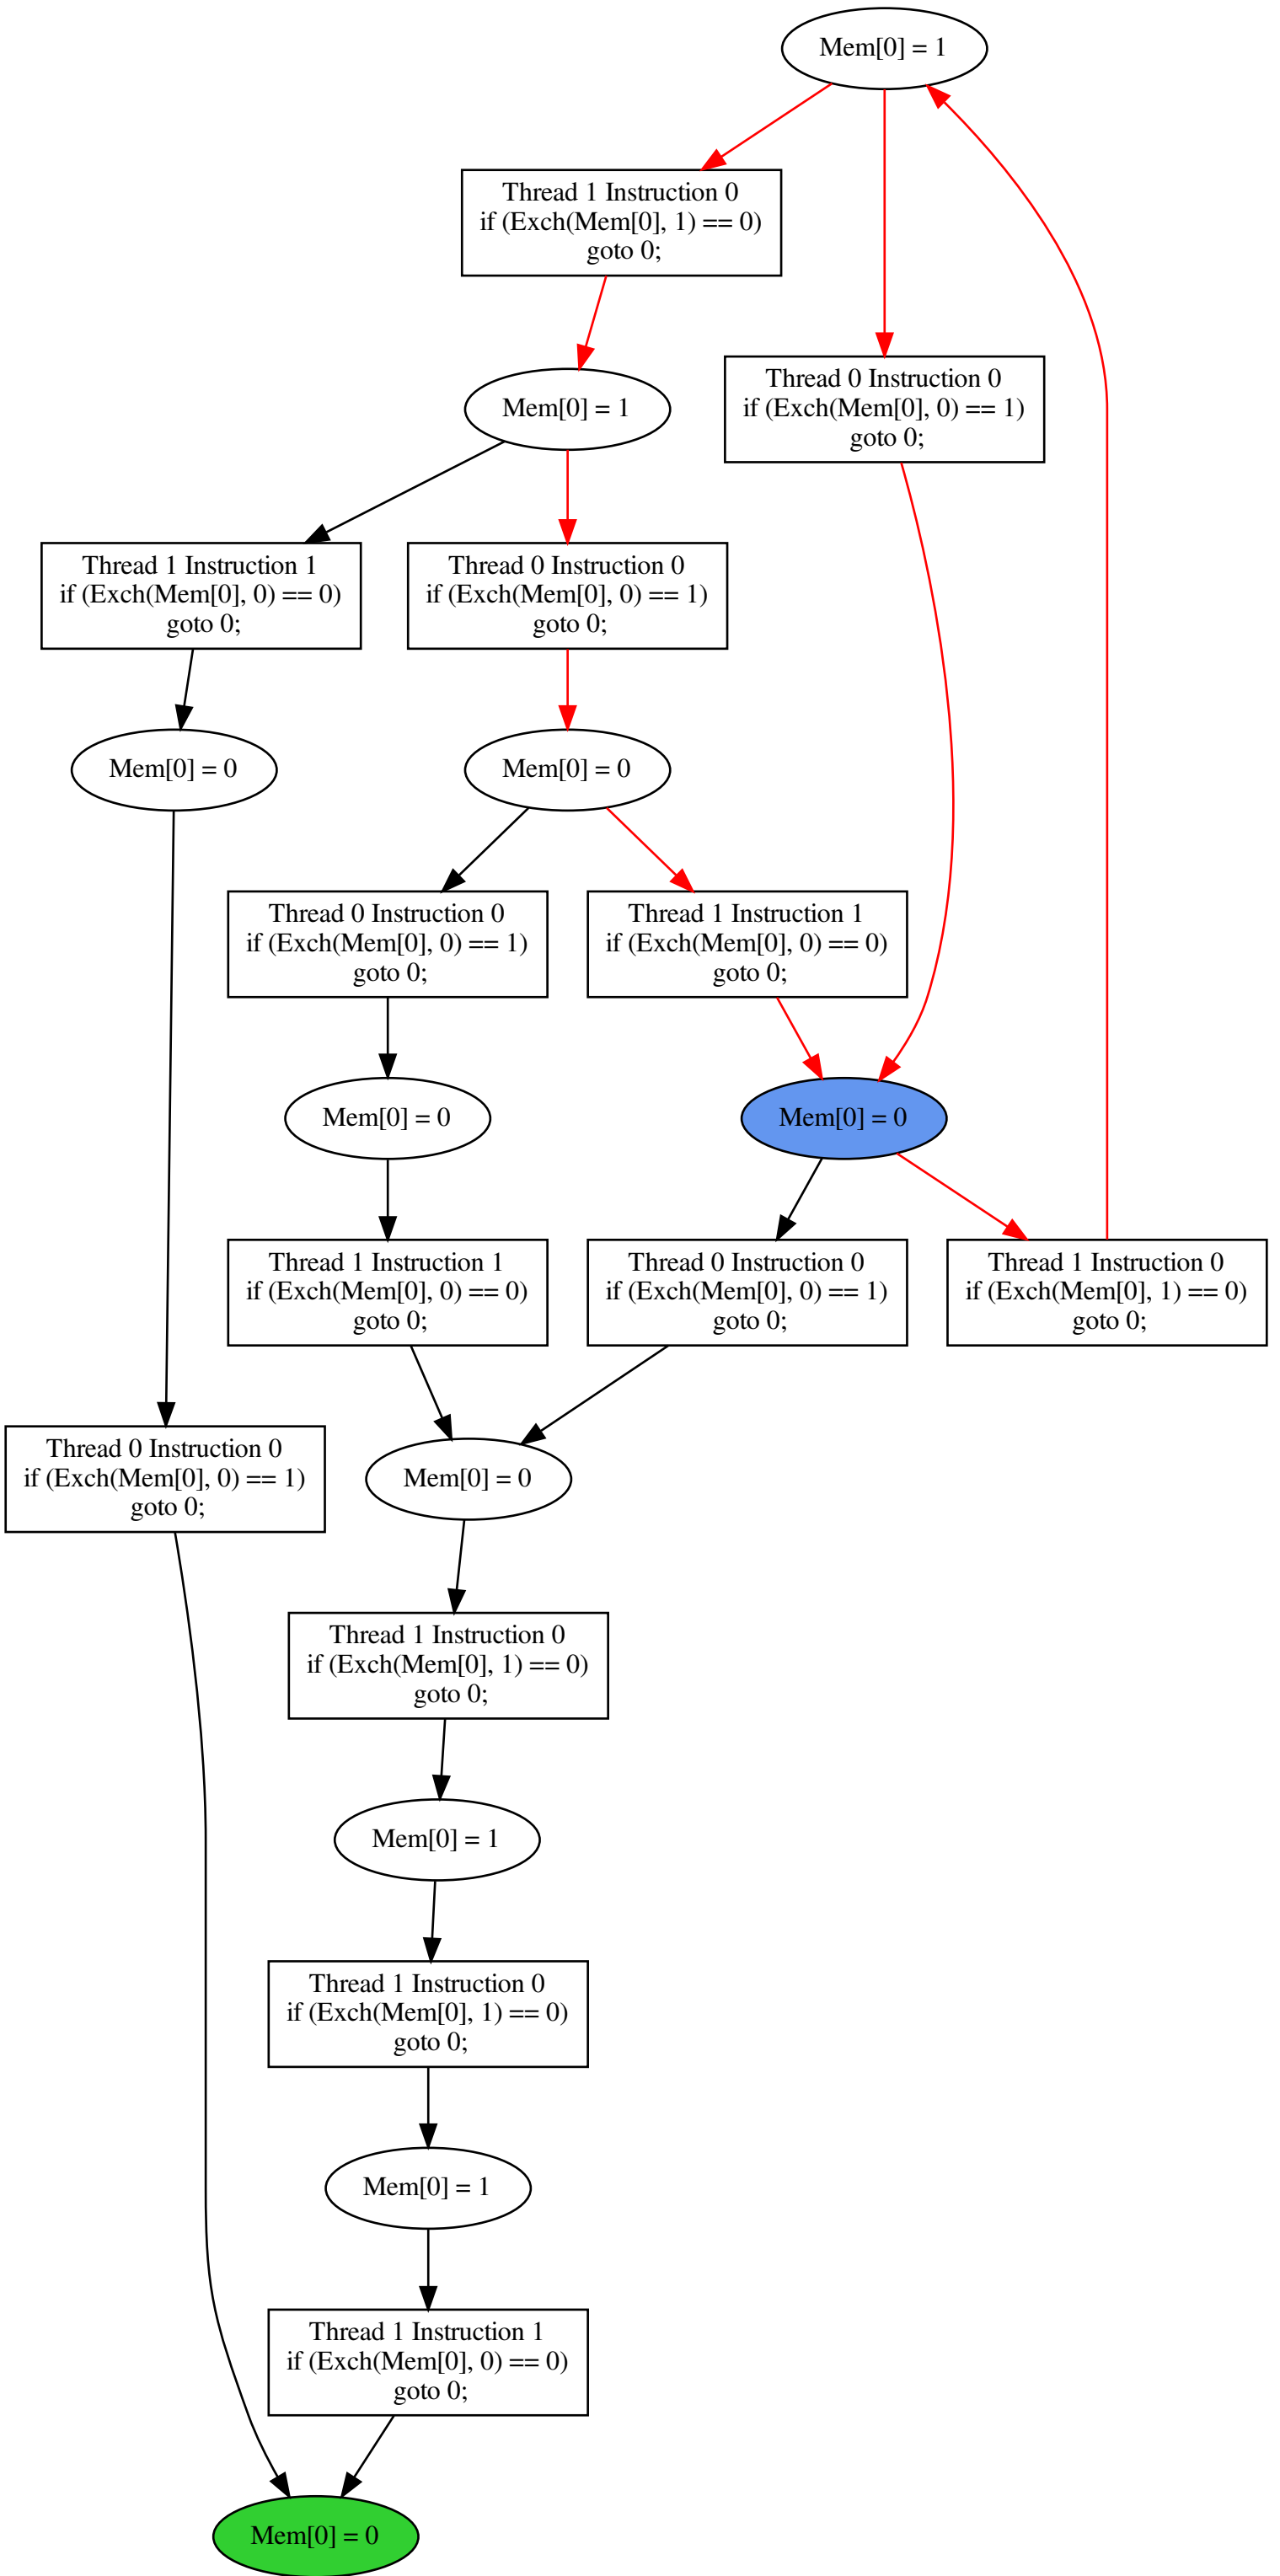 Mem[0] = 1
Thread 1 Instruction 0
if (Exch(Mem[0], 1) == 0)
goto 0;
Thread 0 Instruction 0
if (Exch(Mem[0], 0) == 1)
goto 0;
Mem[0] = 1
Thread 1 Instruction 1
if (Exch(Mem[0], 0) == 0)
goto 0;
Thread 0 Instruction 0
if (Exch(Mem[0], 0) == 1)
goto 0;
Mem[0] = 0
Mem[0] = 0
Thread 0 Instruction 0
if (Exch(Mem[0], 0) == 1)
goto 0;
Thread 1 Instruction 1
if (Exch(Mem[0], 0) == 0)
goto 0;
Mem[0] = 0
Mem[0] = 0
Thread 1 Instruction 1
if (Exch(Mem[0], 0) == 0)
goto 0;
Thread 0 Instruction 0
if (Exch(Mem[0], 0) == 1)
goto 0;
Thread 1 Instruction 0
if (Exch(Mem[0], 1) == 0)
goto 0;
Thread 0 Instruction 0
if (Exch(Mem[0], 0) == 1)
goto 0;
Mem[0] = 0
Thread 1 Instruction 0
if (Exch(Mem[0], 1) == 0)
goto 0;
Mem[0] = 1
Thread 1 Instruction 0
if (Exch(Mem[0], 1) == 0)
goto 0;
Mem[0] = 1
Thread 1 Instruction 1
if (Exch(Mem[0], 0) == 0)
goto 0;
Mem[0] = 0